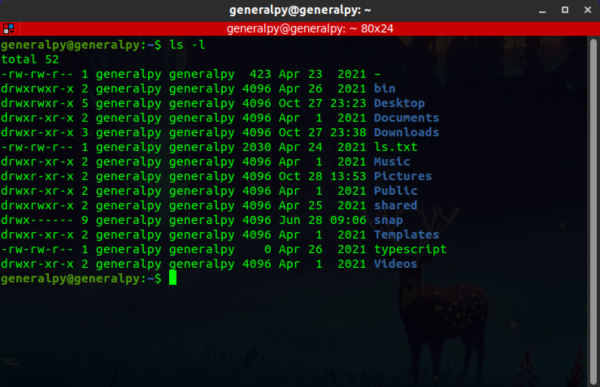 generalpy@generalpy: ~
generalpy@generalpy: ~ 80x24
generalpy@generalpy:~$ ls -l
total 52
-rw-rw-r-- 1 generalpy generalpy  423 Apr 23  2021 -
drwxrwxr-x 2 generalpy generalpy 4096 Apr 26  2021 bin
drwxrwxr-x 5 generalpy generalpy 4096 Oct 27 23:23 Desktop
drwxr-xr-x 2 generalpy generalpy 4096 Apr  1  2021 Documents
drwxr-xr-x 3 generalpy generalpy 4096 Oct 27 23:38 Downloads
-rw-rw-r-- 1 generalpy generalpy 2030 Apr 24  2021 ls.txt
drwxr-xr-x 2 generalpy generalpy 4096 Apr  1  2021 Music
drwxr-xr-x 2 generalpy generalpy 4096 Oct 28 13:53 Pictures
drwxr-xr-x 2 generalpy generalpy 4096 Apr  1  2021 Public
drwxrwxr-x 2 generalpy generalpy 4096 Apr 25  2021 shared
drwx------ 9 generalpy generalpy 4096 Jun 28 09:06 snap
drwxr-xr-x 2 generalpy generalpy 4096 Apr  1  2021 Templates
-rw-rw-r-- 1 generalpy generalpy    0 Apr 26  2021 typescript
drwxr-xr-x 2 generalpy generalpy 4096 Apr  1  2021 Videos
generalpy@generalpy:~$